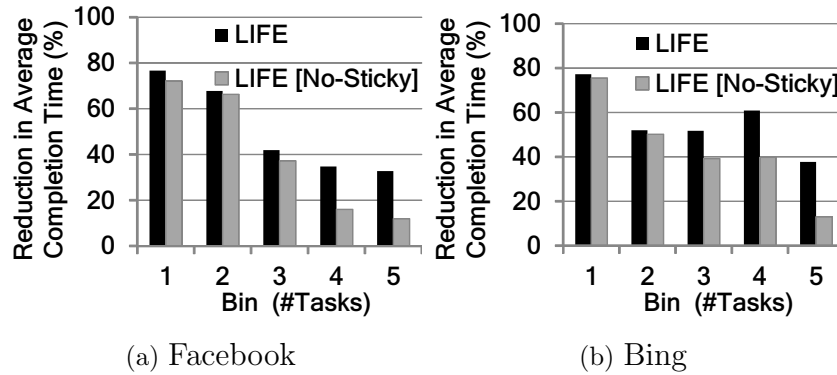 Reduction in Average
Completion Time (%)
100
80
60
40
20
0
LIFE
LIFE [No-Sticky]
1 2 3 4 5
Bin (#Tasks)
(a) Facebook
Reduction in Average
Completion Time (%)
100
80
60
40
20
0
LIFE
LIFE [No-Sticky]
1 2 3 4 5
Bin (#Tasks)
(b) Bing